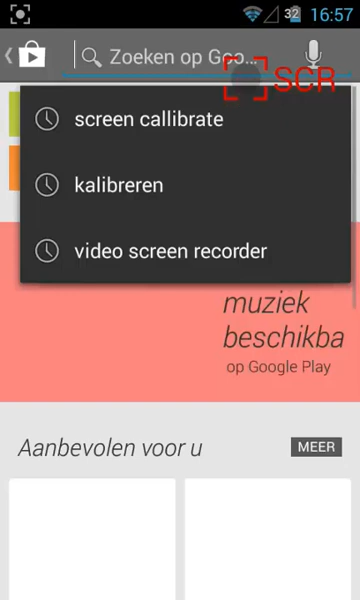 32 16:57
Zoeken op Goo...
SCR
screen callibrate
kalibreren
video screen recorder
muziek
beschikba
op Google Play
Aanbevolen voor u
MEER